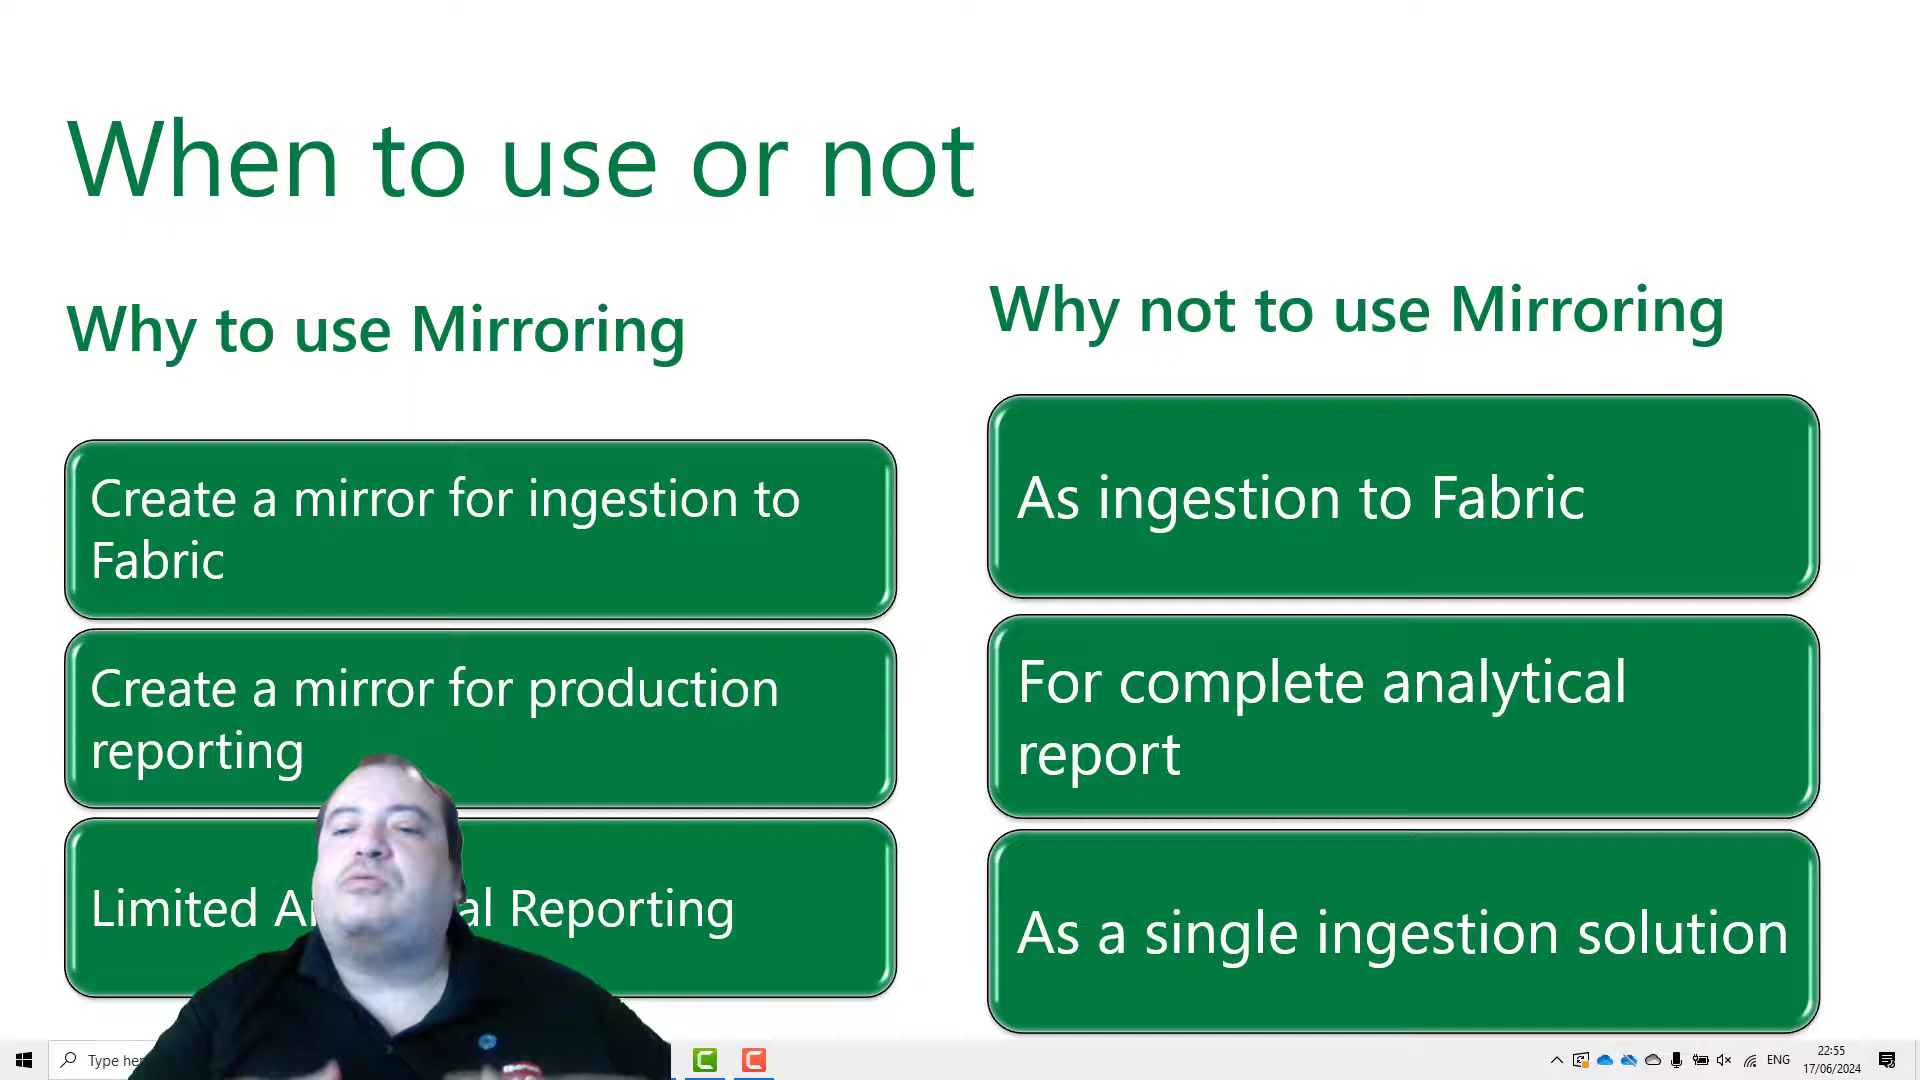 When to use or not
Why to use Mirroring
Create a mirror for ingestion to
Fabric
Create a mirror for production
reporting
Limited Reporting
Why not to use Mirroring
As ingestion to Fabric
For complete analytical
report
As a single ingestion solution
Type
ENG
22:55
17/06/2024